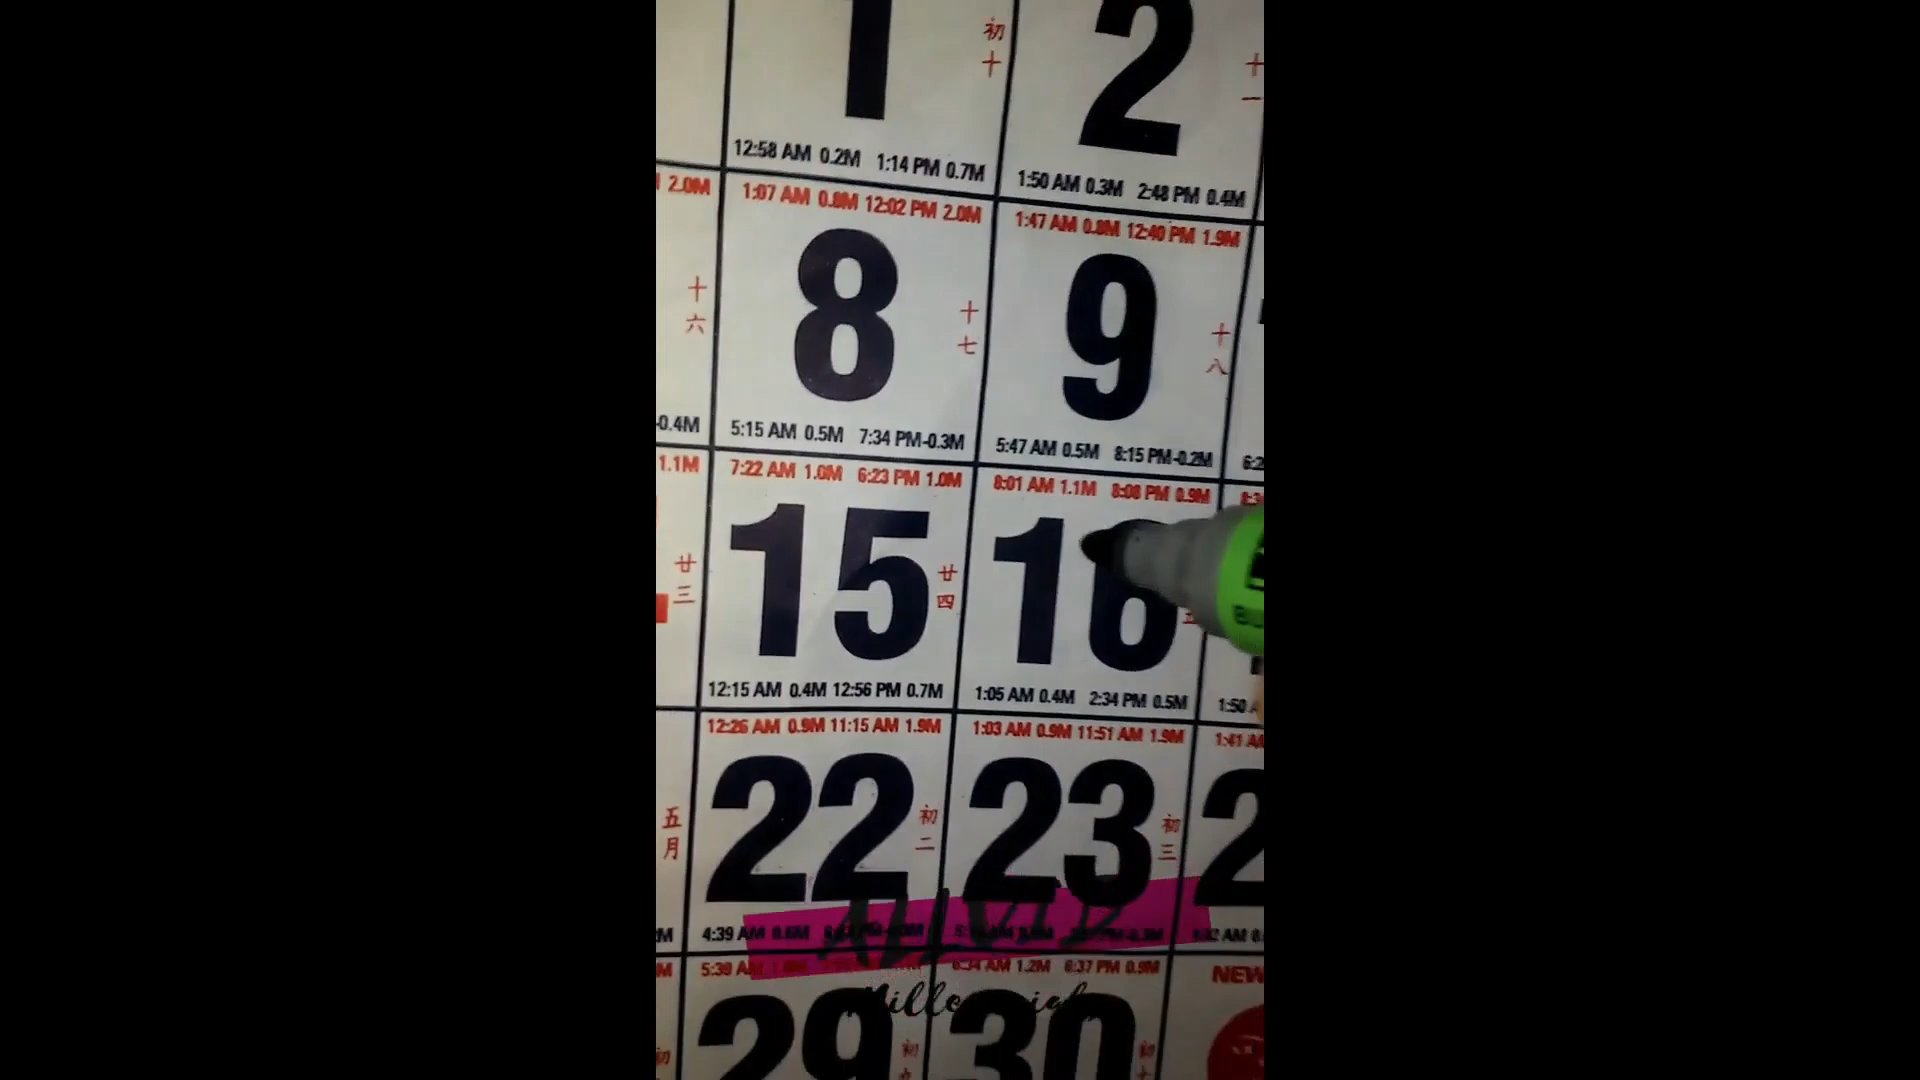 1
初十
2
十一
12:58 AM 0.2M 1:14 PM 0.7M
1:50 AM 0.3M 2:48 PM 0.4M
2.0M
1:07 AM 0.8M 12:02 PM 2.0M
1:47 AM 0.8M 12:40 PM 1.9M
十六
8
十七
9
十八
-0.4M
5:15 AM 0.5M 7:34 PM-0.3M
5:47 AM 0.5M 8:15 PM-0.2M
1.1M
7:22 AM 1.0M 6:23 PM 1.0M
8:01 AM 1.1M 8:08 PM 0.9M
廿三
15
廿四
16
12:15 AM 0.4M 12:56 PM 0.7M
1:05 AM 0.4M 2:34 PM 0.5M
12:26 AM 0.9M 11:15 AM 1.9M
1:03 AM 0.9M 11:51 AM 1.9M
五月
22
初二
23
初三
4:39 AM
29
30
6:37 PM 0.9M
NEW